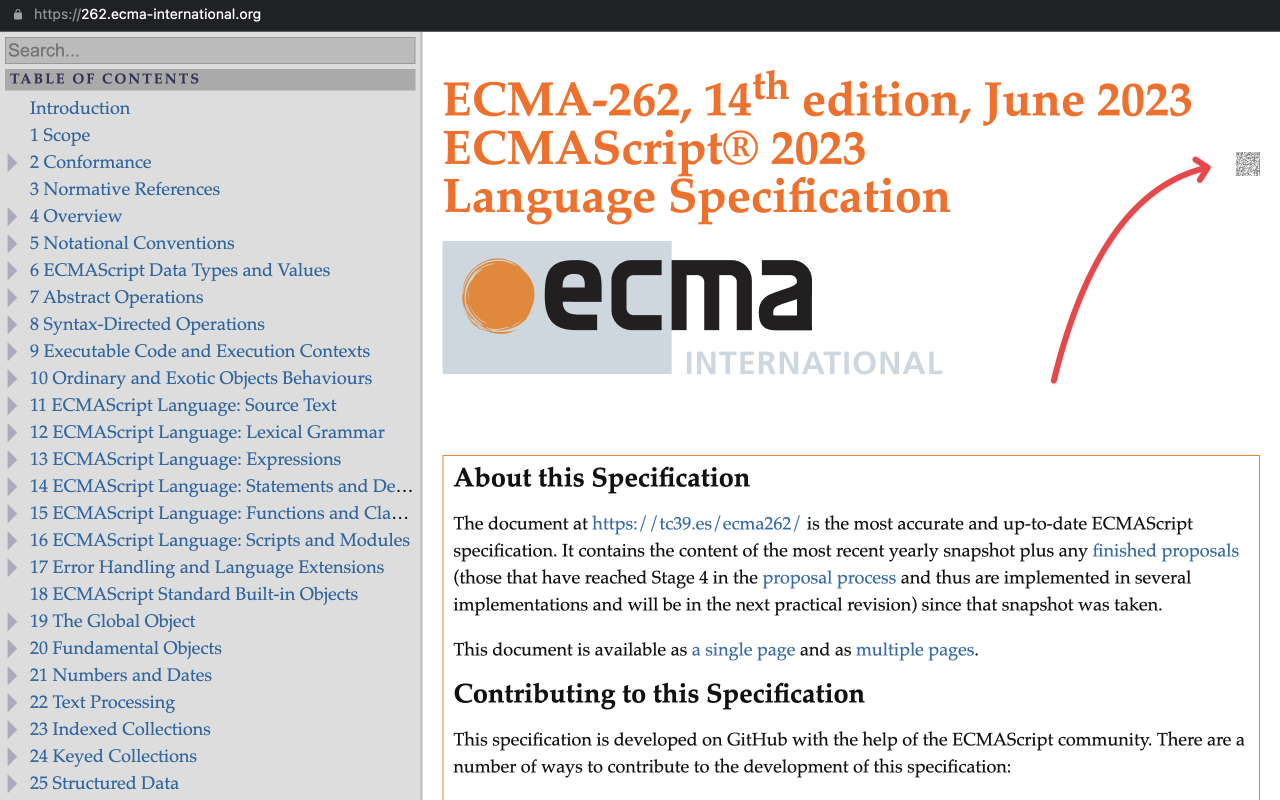 https://262.ecma-international.org
Search...
TABLE OF CONTENTS
Introduction
1 Scope
2 Conformance
3 Normative References
4 Overview
5 Notational Conventions
6 ECMAScript Data Types and Values
7 Abstract Operations
8 Syntax-Directed Operations
9 Executable Code and Execution Contexts
10 Ordinary and Exotic Objects Behaviours
11 ECMAScript Language: Source Text
12 ECMAScript Language: Lexical Grammar
13 ECMAScript Language: Expressions
14 ECMAScript Language: Statements and De…
15 ECMAScript Language: Functions and Cla…
16 ECMAScript Language: Scripts and Modules
17 Error Handling and Language Extensions
18 ECMAScript Standard Built-in Objects
19 The Global Object
20 Fundamental Objects
21 Numbers and Dates
22 Text Processing
23 Indexed Collections
24 Keyed Collections
25 Structured Data
ECMA-262, 14th edition, June 2023
ECMAScript® 2023
Language Specification
ecma
INTERNATIONAL
About this Specification
The document at https://tc39.es/ecma262/ is the most accurate and up-to-date ECMAScript
specification. It contains the content of the most recent yearly snapshot plus any finished proposals
(those that have reached Stage 4 in the proposal process and thus are implemented in several
implementations and will be in the next practical revision) since that snapshot was taken.
This document is available as a single page and as multiple pages.
Contributing to this Specification
This specification is developed on GitHub with the help of the ECMAScript community. There are a
number of ways to contribute to the development of this specification: